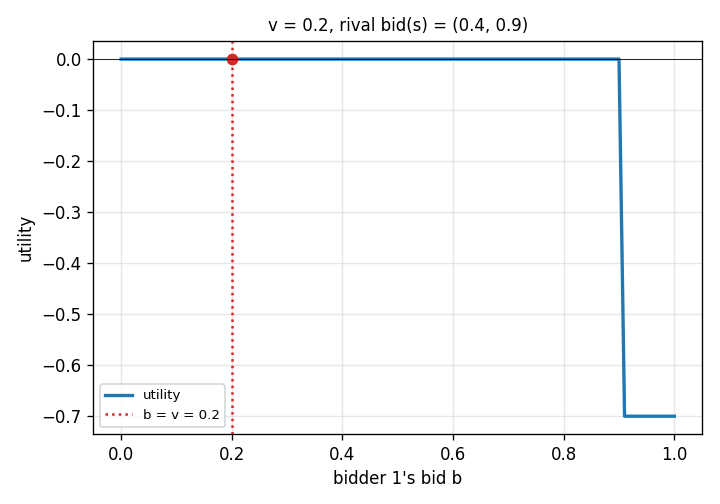 v = 0.2, rival bid(s) = (0.4, 0.9)
0.0
−0.1
−0.2
−0.3
−0.4
−0.5
−0.6
−0.7
utility
utility
b = v = 0.2
0.0 0.2 0.4 0.6 0.8 1.0
bidder 1's bid b